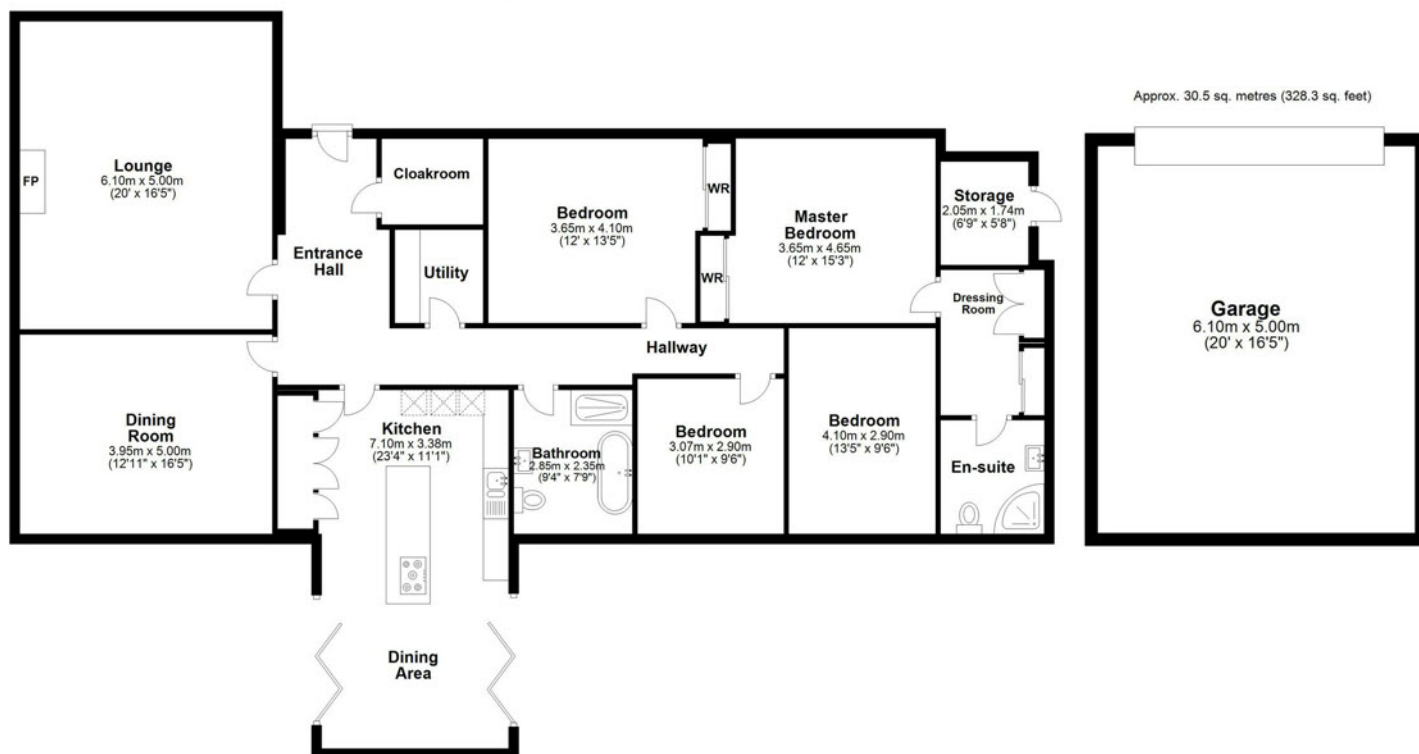 Approx. 30.5 sq. metres (328.3 sq. feet)
Lounge
6.10m x 5.00m
(20' x 16'5")
FP
Cloakroom
Entrance
Hall
Utility
Bedroom
3.65m x 4.10m
(12' x 13'5")
WR
WR
Master
Bedroom
3.65m x 4.65m
(12' x 15'3")
Storage
2.05m x 1.74m
(6'9" x 5'8")
Dressing
Room
Garage
6.10m x 5.00m
(20' x 16'5")
Hallway
Dining
Room
3.95m x 5.00m
(12'11" x 16'5")
Kitchen
7.10m x 3.38m
(23'4" x 11'1")
Bathroom
2.85m x 2.35m
(9'4" x 7'9")
Bedroom
3.07m x 2.90m
(10'1" x 9'6")
Bedroom
4.10m x 2.90m
(13'5" x 9'6")
En-suite
Dining
Area